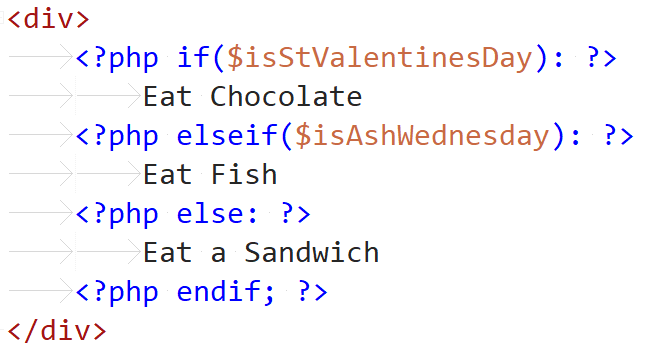 <div>
<?php if($isStValentinesDay): ?>
Eat Chocolate
<?php elseif($isAshWednesday): ?>
Eat Fish
<?php else: ?>
Eat a Sandwich
<?php endif; ?>
</div>